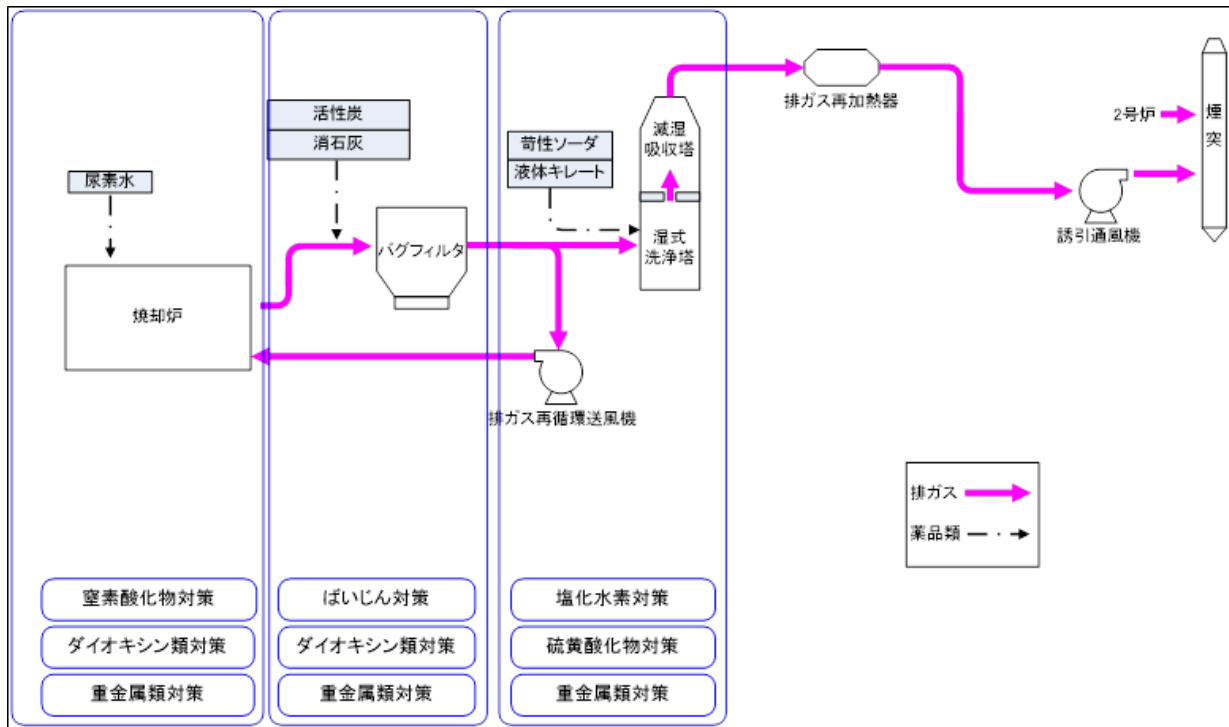 活性炭
消石灰
尿素水
焼却炉
バグフィルタ
苛性ソーダ
液体キレート
減湿
吸収塔
湿式
洗浄塔
排ガス再循環送風機
排ガス再加熱器
2号炉
煙
突
誘引通風機
排ガス
薬品類
窒素酸化物対策
ダイオキシン類対策
重金属類対策
ばいじん対策
ダイオキシン類対策
重金属類対策
塩化水素対策
硫黄酸化物対策
重金属類対策